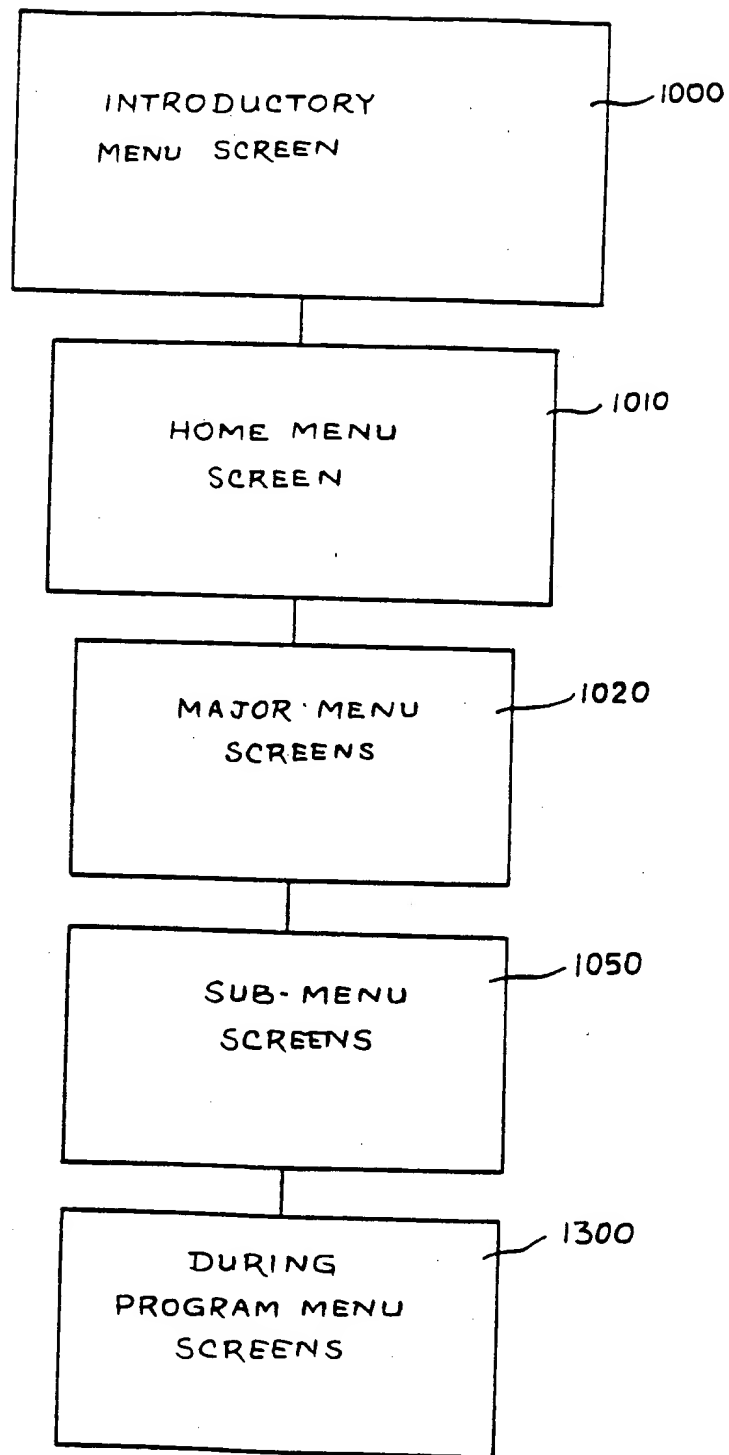 INTRODUCTORY
MENU SCREEN
1000
HOME MENU
SCREEN
1010
MAJOR MENU
SCREENS
1020
SUB-MENU
SCREENS
1050
DURING
PROGRAM MENU
SCREENS
1300